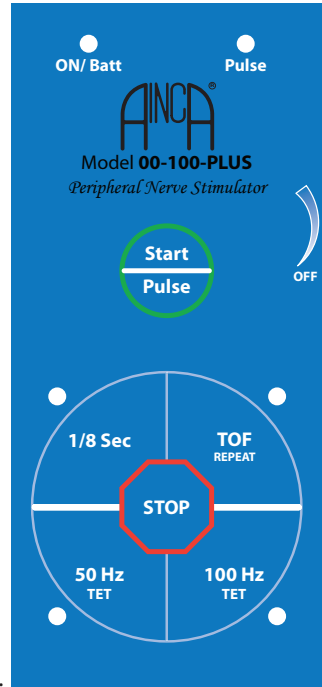 ON/ Batt
Pulse
AINCA®
Model 00-100-PLUS
Peripheral Nerve Stimulator
OFF
Start
Pulse
1/8 Sec
TOF
REPEAT
STOP
50 Hz
TET
100 Hz
TET